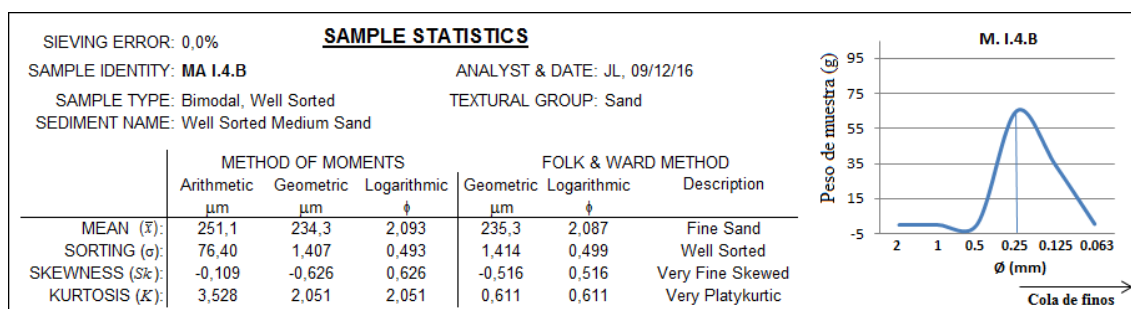 SAMPLE STATISTICS
SIEVING ERROR: 0,0%
SAMPLE IDENTITY: MA I.4.B ANALYST & DATE: JL, 09/12/16
SAMPLE TYPE: Bimodal, Well Sorted TEXTURAL GROUP: Sand
SEDIMENT NAME: Well Sorted Medium Sand
METHOD OF MOMENTS FOLK & WARD METHOD
Arithmetic Geometric Logarithmic Geometric Logarithmic Description
μm μm ϕ μm ϕ
MEAN (x̄): 251,1 234,3 2,093 235,3 2,087 Fine Sand
SORTING (σ): 76,40 1,407 0,493 1,414 0,499 Well Sorted
SKEWNESS (Sk): -0,109 -0,626 0,626 -0,516 0,516 Very Fine Skewed
KURTOSIS (K): 3,528 2,051 2,051 0,611 0,611 Very Platykurtic
M. I.4.B
Peso de muestra (g)
95
75
55
35
15
-5
2 1 0.5 0.25 0.125 0.063
Ø (mm)
Cola de finos